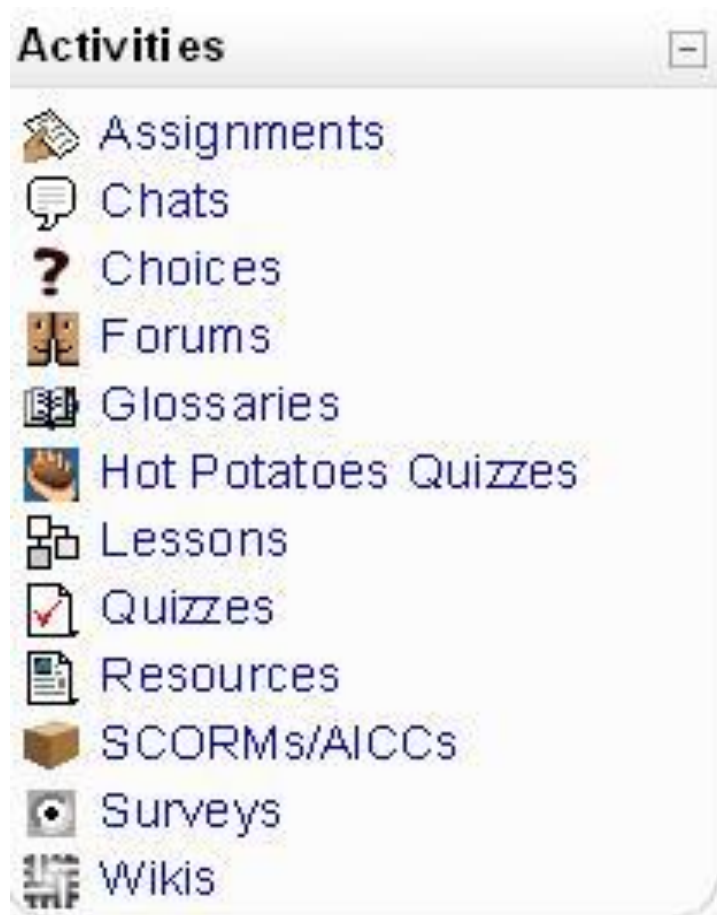 Activities
Assignments
Chats
Choices
Forums
Glossaries
Hot Potatoes Quizzes
Lessons
Quizzes
Resources
SCORMs/AICCs
Surveys
Wikis